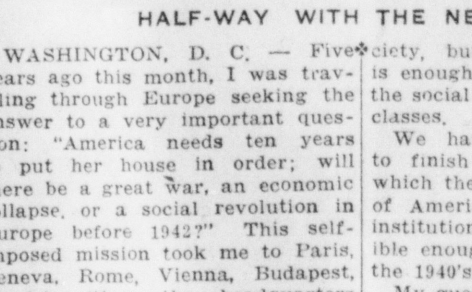 HALF-WAY WITH THE NE
WASHINGTON, D. C. — Five
ears ago this month, I was trav-
ling through Europe seeking the
nswer to a very important ques-
on: "America needs ten years
put her house in order; will
here be a great war, an economic
ollapse, or a social revolution in
urope before 1942?" This self-
mposed mission took me to Paris,
eneva, Rome, Vienna, Budapest,
ciety, bu
is enough
the social
classes.
We ha
to finish
which the
of Ameri
institution
ible enoug
the 1940's